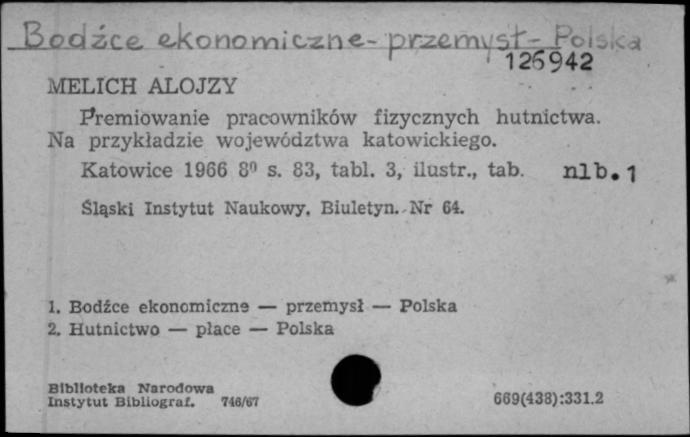 Bodźce ekonomiczne- przemysł - Polska
126942
MELICH ALOJZY
Premiowanie pracowników fizycznych hutnictwa.
Na przykładzie województwa katowickiego.
Katowice 1966 8⁰ s. 83, tabl. 3, ilustr., tab. nlb. 1
Śląski Instytut Naukowy. Biuletyn. Nr 64.
1. Bodźce ekonomiczne — przemysł — Polska
2. Hutnictwo — płace — Polska
Biblioteka Narodowa
Instytut Bibliograf. 746/67
669(438):331.2